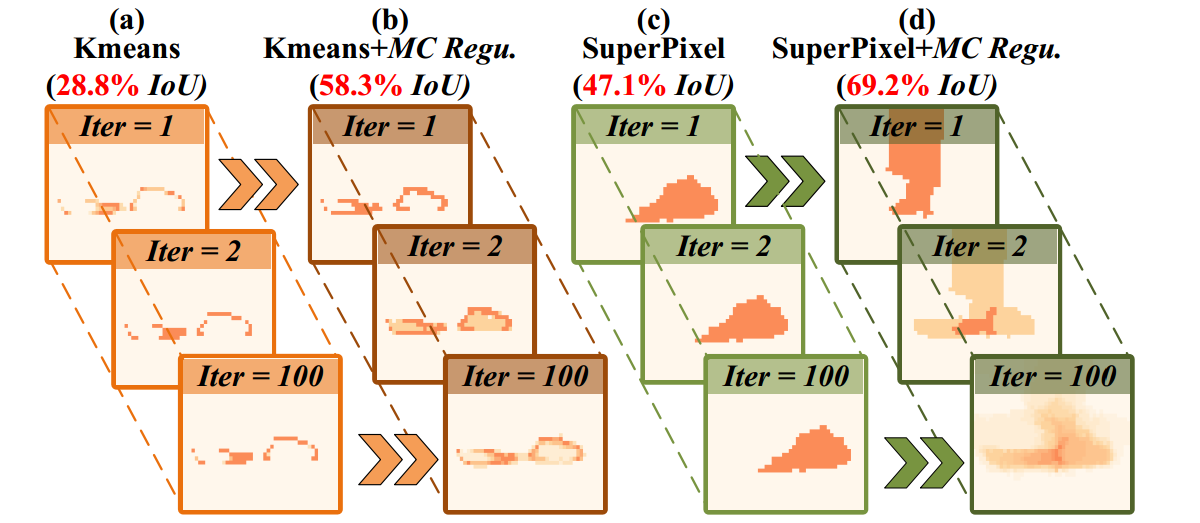 (a)
Kmeans
(28.8% IoU)
Iter = 1
Iter = 2
Iter = 100
(b)
Kmeans+MC Regu.
(58.3% IoU)
Iter = 1
Iter = 2
Iter = 100
(c)
SuperPixel
(47.1% IoU)
Iter = 1
Iter = 2
Iter = 100
(d)
SuperPixel+MC Regu.
(69.2% IoU)
Iter = 1
Iter = 2
Iter = 100